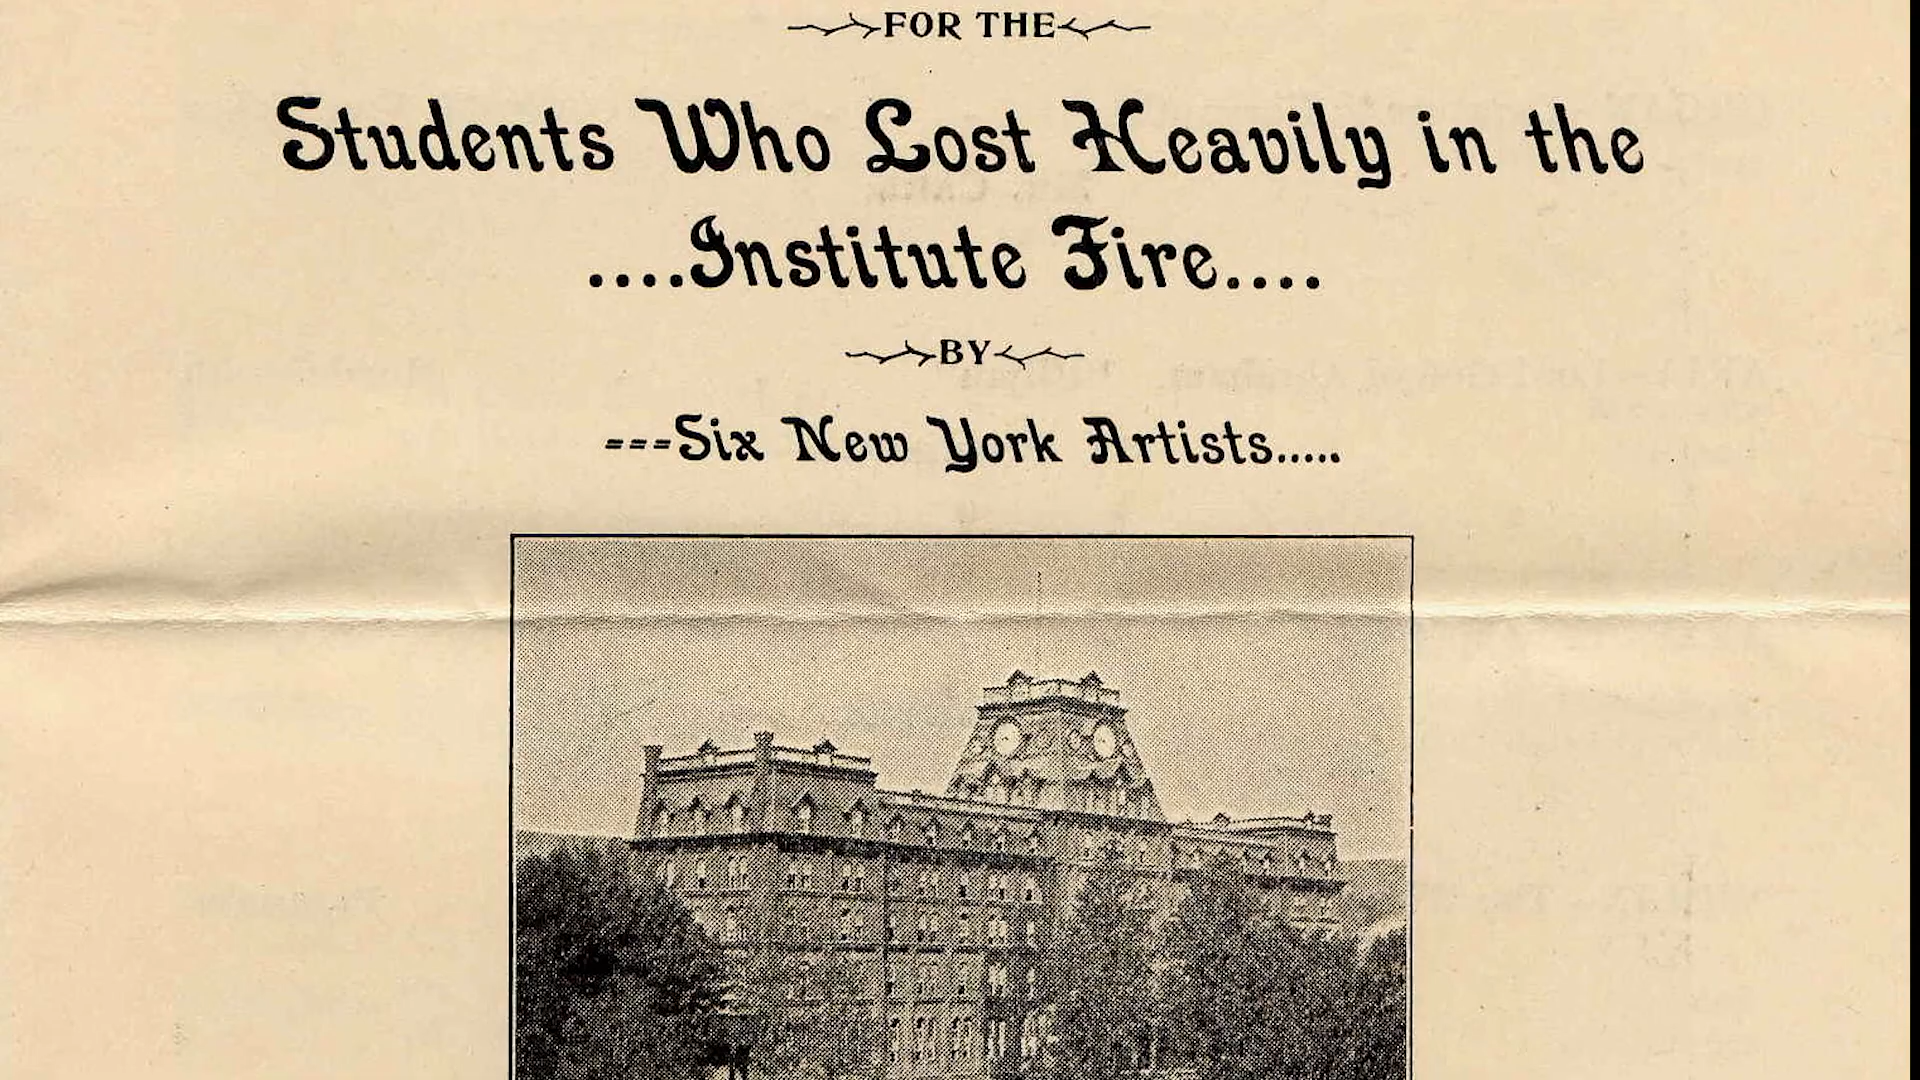 FOR THE
Students Who Lost Heavily in the
....Institute Fire....
BY
---Six New York Artists.....